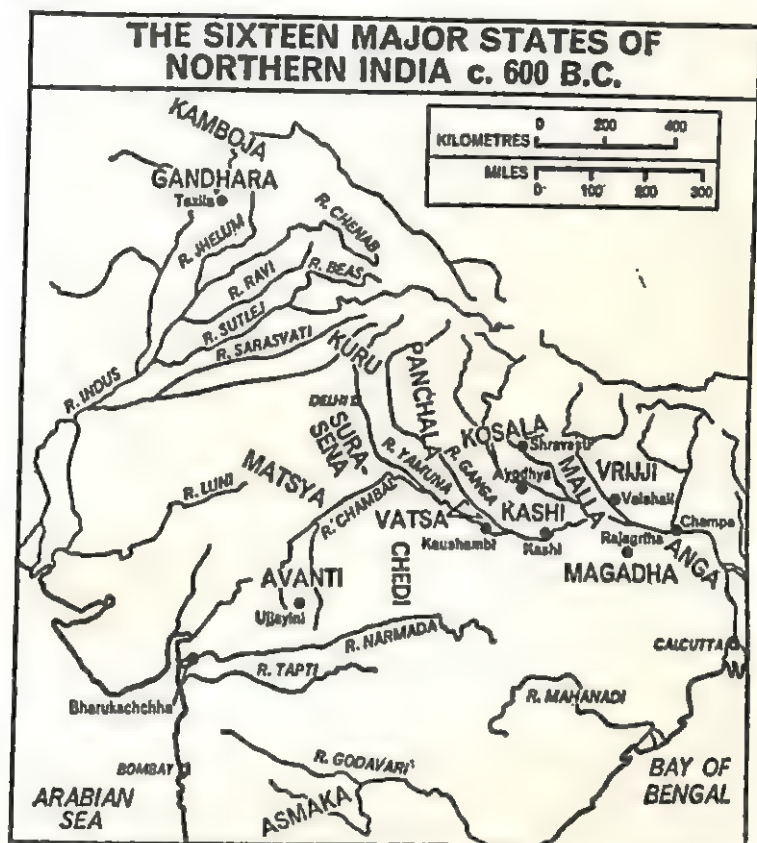 THE SIXTEEN MAJOR STATES OF
NORTHERN INDIA c. 600 B.C.
0 200 400
KILOMETRES
MILES
0 100 200 300
KAMBOJA
GANDHARA
Taxila
R. JHELUM
R. CHENAB
R. RAVI
R. BEAS
R. SUTLEJ
R. SARASVATI
R. INDUS
KURU
PANCHALA
DELHI
SURA-
SENA
KOSALA
Shravasti
MATSYA
R. YAMUNA
R. GANGA
Ayodhya
MALLA
VRIJJI
Vaishali
R. LUNI
R. CHAMBAL
VATSA
Kaushambi
KASHI
Kashi
Rajagriha
Champa
ANGA
MAGADHA
CHEDI
AVANTI
Ujjayini
R. NARMADA
R. TAPTI
Bharukachchha
CALCUTTA
R. MAHANADI
BOMBAY
R. GODAVARI
ASMAKA
ARABIAN
SEA
BAY OF
BENGAL